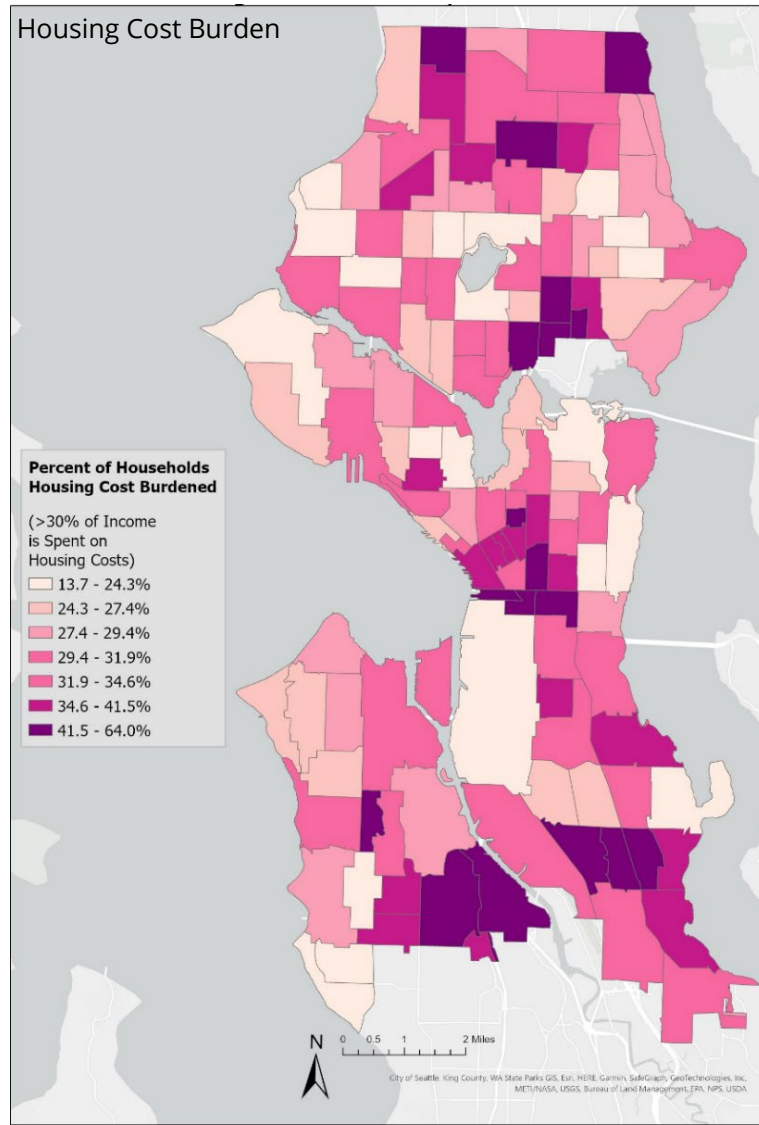 Housing Cost Burden
Percent of Households
Housing Cost Burdened
(>30% of Income
is Spent on
Housing Costs)
13.7 - 24.3%
24.3 - 27.4%
27.4 - 29.4%
29.4 - 31.9%
31.9 - 34.6%
34.6 - 41.5%
41.5 - 64.0%
N
0 0.5 1 2 Miles
City of Seattle, King County, WA State Parks GIS, Esri, HERE, Garmin, SafeGraph, GeoTechnologies, Inc,
METI/NASA, USGS, Bureau of Land Management, EPA, NPS, USDA